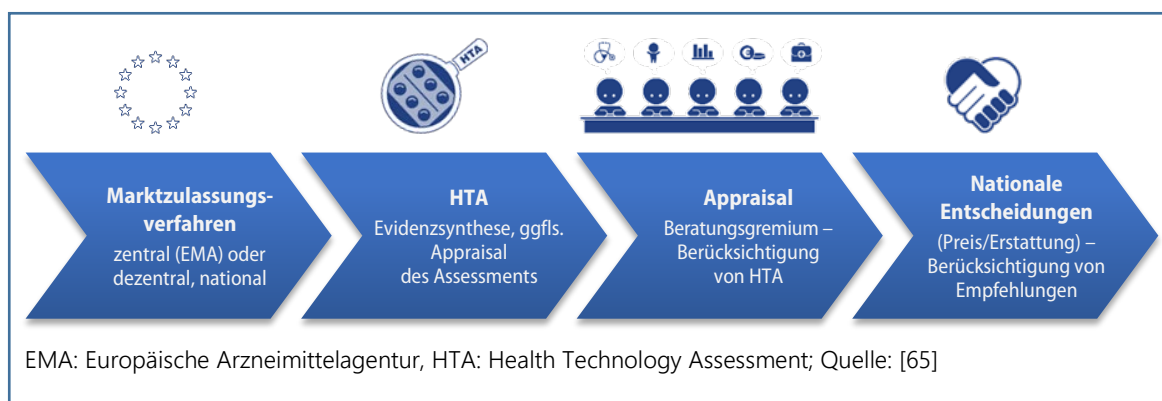 HTA
Marktzulassungs-
verfahren
zentral (EMA) oder
dezentral, national
HTA
Evidenzsynthese, ggfls.
Appraisal
des Assessments
Appraisal
Beratungsgremium –
Berücksichtigung
von HTA
Nationale
Entscheidungen
(Preis/Erstattung) –
Berücksichtigung von
Empfehlungen
EMA: Europäische Arzneimittelagentur, HTA: Health Technology Assessment; Quelle: [65]